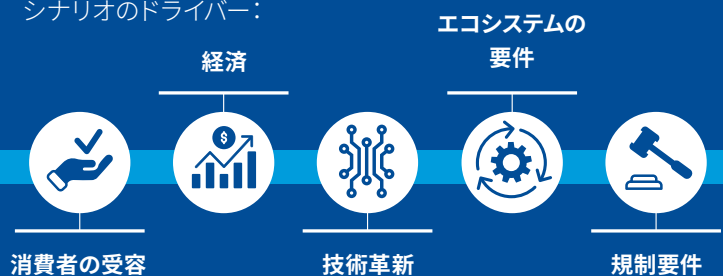 シナリオのドライバー：
エコシステムの
要件
経済
$
消費者の受容
技術革新
規制要件